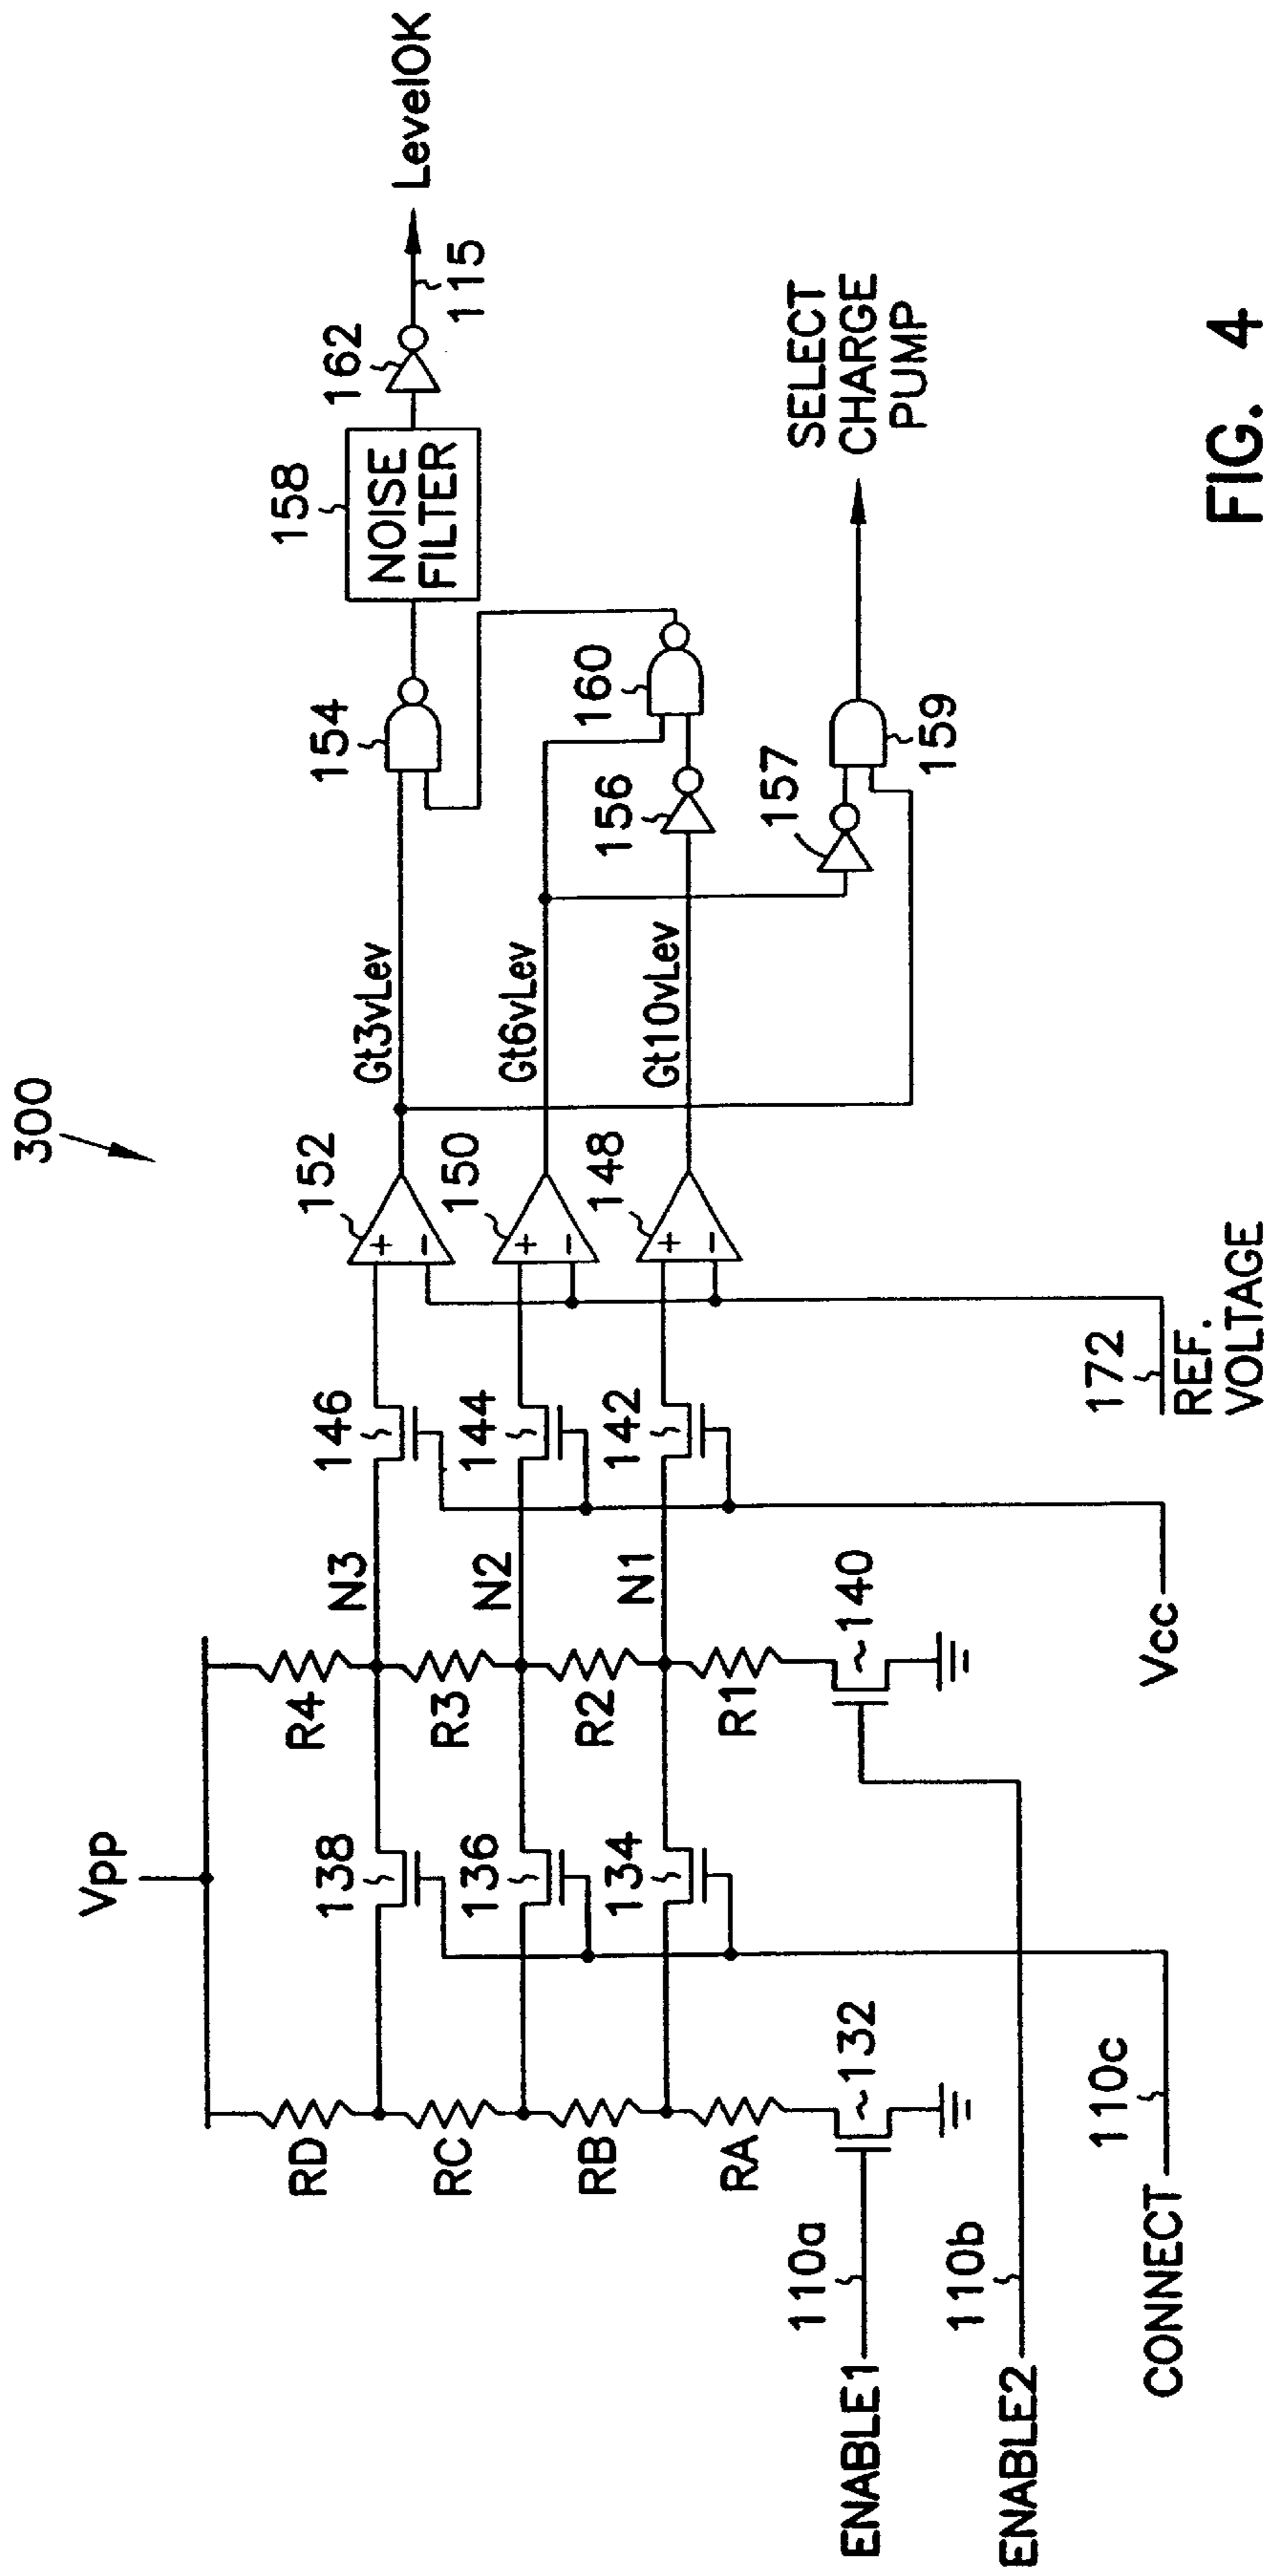 300
Vpp
RD
RC
RB
RA
R4
R3
R2
R1
138
136
134
132
140
N3
N2
N1
146
144
142
152
150
148
Gt3vLev
Gt6vLev
Gt10vLev
154
156
157
160
159
158
NOISE
FILTER
162
115
LevelOK
SELECT
CHARGE
PUMP
ENABLE1
110a
ENABLE2
110b
CONNECT
110c
Vcc
172
REF.
VOLTAGE
+
−
+
−
+
−
FIG. 4